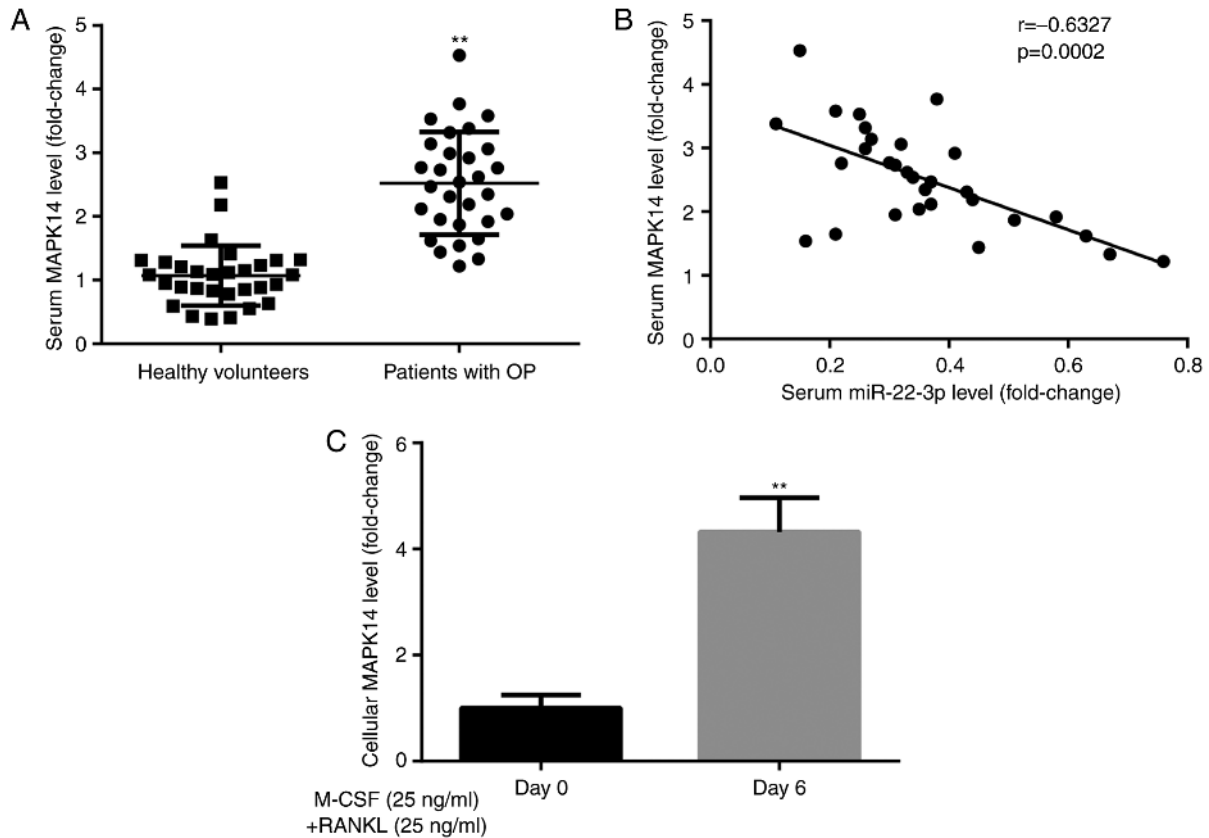 A
Serum MAPK14 level (fold-change)
5
4
3
2
1
0
**
Healthy volunteers
Patients with OP
B
Serum MAPK14 level (fold-change)
5
4
3
2
1
0
r=−0.6327
p=0.0002
0.0
0.2
0.4
0.6
0.8
Serum miR-22-3p level (fold-change)
C
Cellular MAPK14 level (fold-change)
6
4
2
0
**
Day 0
Day 6
M-CSF (25 ng/ml)
+RANKL (25 ng/ml)